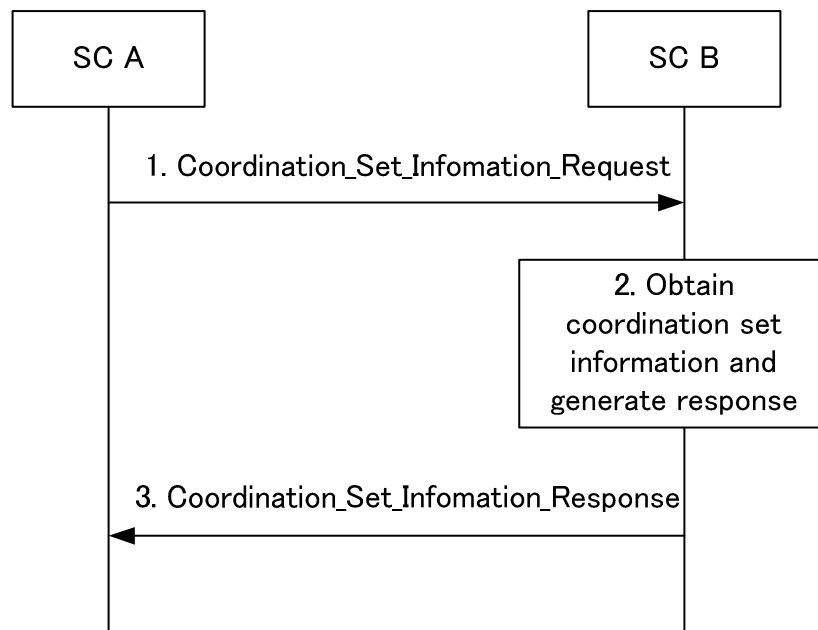 SC A
SC B
1. Coordination_Set_Infomation_Request
2. Obtain
coordination set
information and
generate response
3. Coordination_Set_Infomation_Response